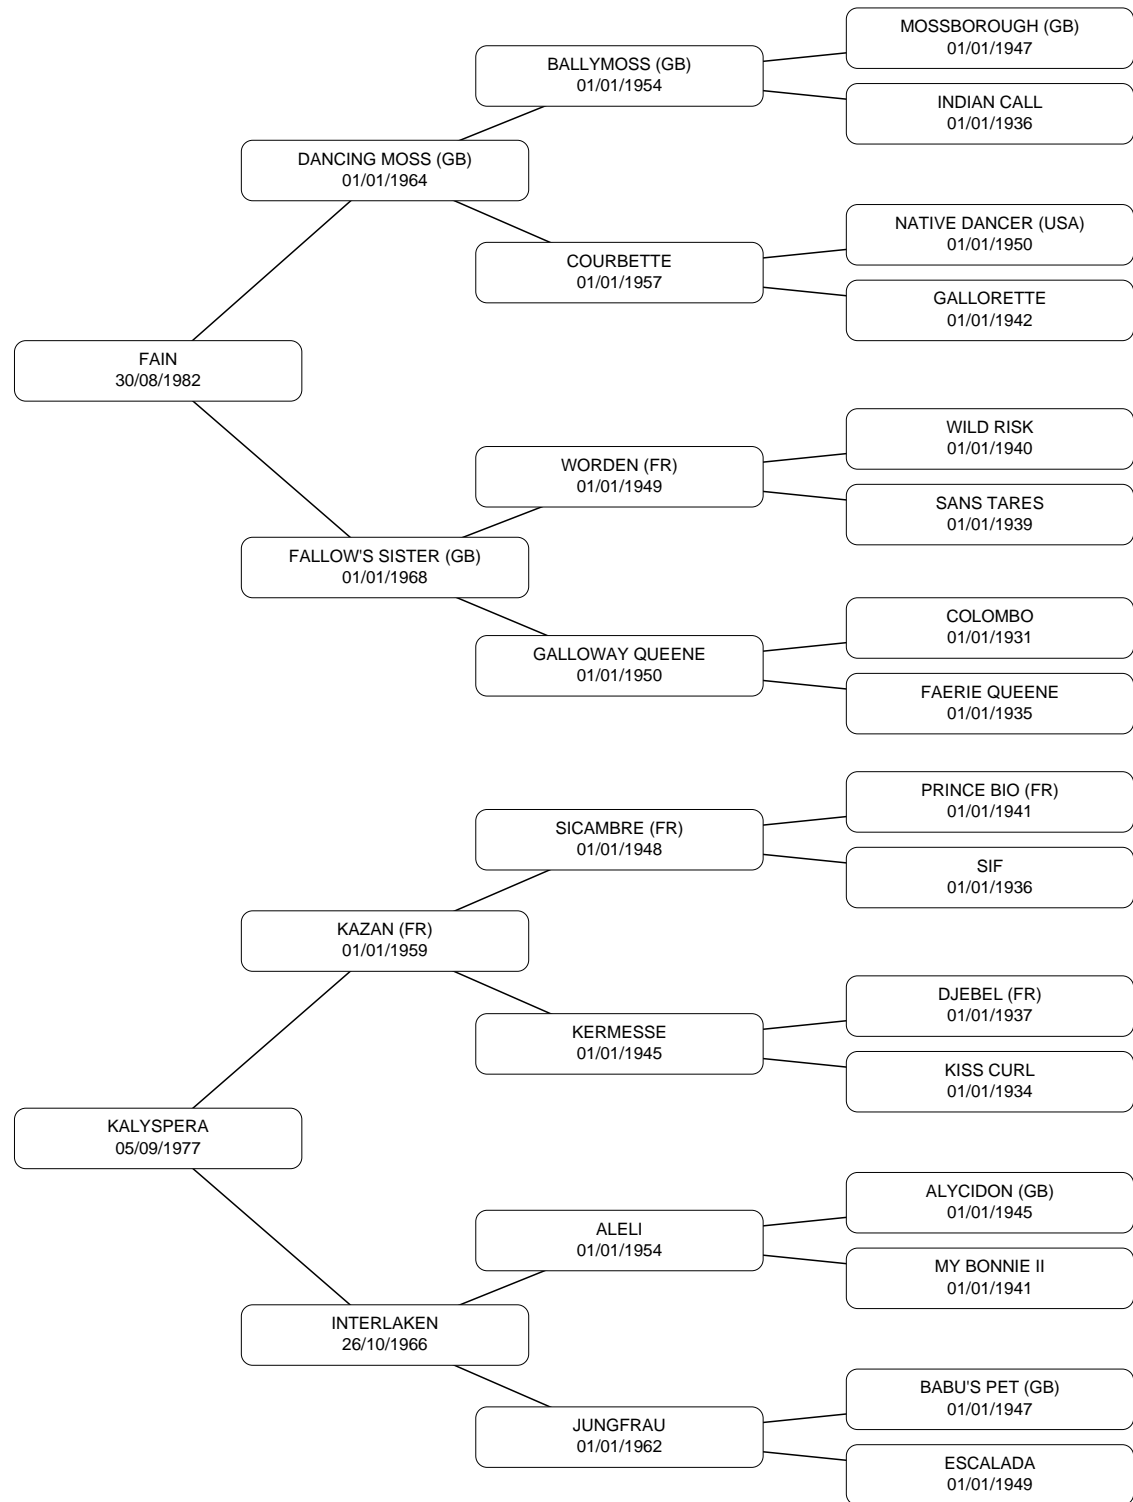 MOSSBOROUGH (GB)
01/01/1947
BALLYMOSS (GB)
01/01/1954
INDIAN CALL
01/01/1936
DANCING MOSS (GB)
01/01/1964
NATIVE DANCER (USA)
01/01/1950
COURBETTE
01/01/1957
GALLORETTE
01/01/1942
FAIN
30/08/1982
WILD RISK
01/01/1940
WORDEN (FR)
01/01/1949
SANS TARES
01/01/1939
FALLOW'S SISTER (GB)
01/01/1968
COLOMBO
01/01/1931
GALLOWAY QUEENE
01/01/1950
FAERIE QUEENE
01/01/1935
PRINCE BIO (FR)
01/01/1941
SICAMBRE (FR)
01/01/1948
SIF
01/01/1936
KAZAN (FR)
01/01/1959
DJEBEL (FR)
01/01/1937
KERMESSE
01/01/1945
KISS CURL
01/01/1934
KALYSPERA
05/09/1977
ALYCIDON (GB)
01/01/1945
ALELI
01/01/1954
MY BONNIE II
01/01/1941
INTERLAKEN
26/10/1966
BABU'S PET (GB)
01/01/1947
JUNGFRAU
01/01/1962
ESCALADA
01/01/1949